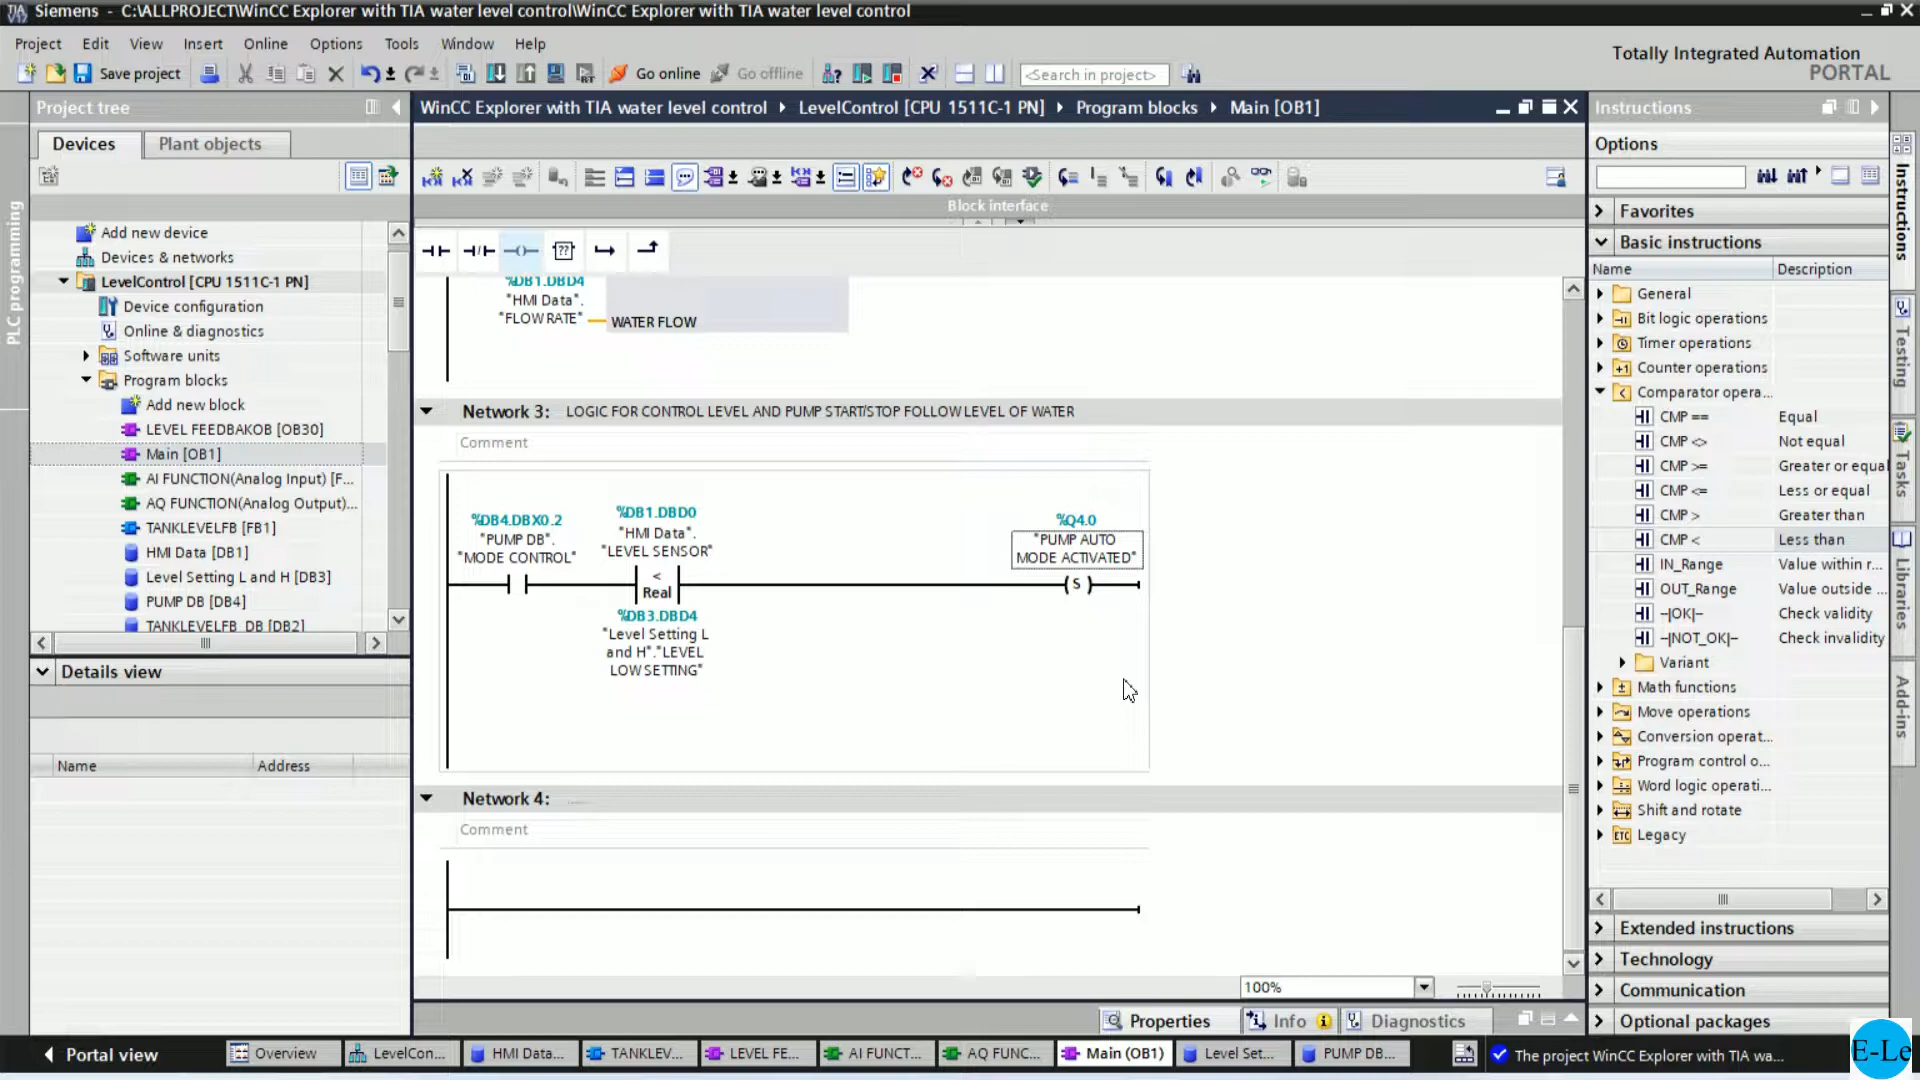 Siemens - C:\ALLPROJECT\WinCC Explorer with TIA water level control\WinCC Explorer with TIA water level control
Project Edit View Insert Online Options Tools Window Help
Totally Integrated Automation
PORTAL
Save project
Go online
Go offline
<Search in project>
Project tree
WinCC Explorer with TIA water level control
LevelControl [CPU 1511C-1 PN]
Program blocks
Main [OB1]
Instructions
Devices
Plant objects
Options
Block interface
PLC programming
Add new device
Devices & networks
LevelControl [CPU 1511C-1 PN]
Device configuration
Online & diagnostics
Software units
Program blocks
Add new block
LEVEL FEEDBAKOB [OB30]
Main [OB1]
AI FUNCTION(Analog Input) [F...
AQ FUNCTION(Analog Output)...
TANKLEVELFB [FB1]
HMI Data [DB1]
Level Setting L and H [DB3]
PUMP DB [DB4]
TANKLEVELFB_DB [DB2]
Details view
Name
Address
%DB1.DBD4
"HMI Data".
"FLOW RATE"
WATER FLOW
Network 3: LOGIC FOR CONTROL LEVEL AND PUMP START/STOP FOLLOW LEVEL OF WATER
Comment
%DB4.DBX0.2
"PUMP DB".
"MODE CONTROL"
%DB1.DBD0
"HMI Data".
"LEVEL SENSOR"
<
Real
%DB3.DBD4
"Level Setting L
and H"."LEVEL
LOW SETTING"
%Q4.0
"PUMP AUTO
MODE ACTIVATED"
S
Network 4:
Comment
100%
Properties
Info
Diagnostics
Favorites
Basic instructions
Name
Description
General
Bit logic operations
Timer operations
Counter operations
Comparator opera...
CMP == Equal
CMP <> Not equal
CMP >= Greater or equal
CMP <= Less or equal
CMP > Greater than
CMP < Less than
IN_Range Value within r...
OUT_Range Value outside ...
-|OK|- Check validity
-|NOT_OK|- Check invalidity
Variant
Math functions
Move operations
Conversion operat...
Program control o...
Word logic operati...
Shift and rotate
Legacy
Extended instructions
Technology
Communication
Optional packages
Instructions
Testing
Tasks
Libraries
Add-ins
Portal view
Overview
LevelCon...
HMI Data...
TANKLEV...
LEVEL FE...
AI FUNCT...
AQ FUNC...
Main (OB1)
Level Set...
PUMP DB...
The project WinCC Explorer with TIA wa...
E-Le